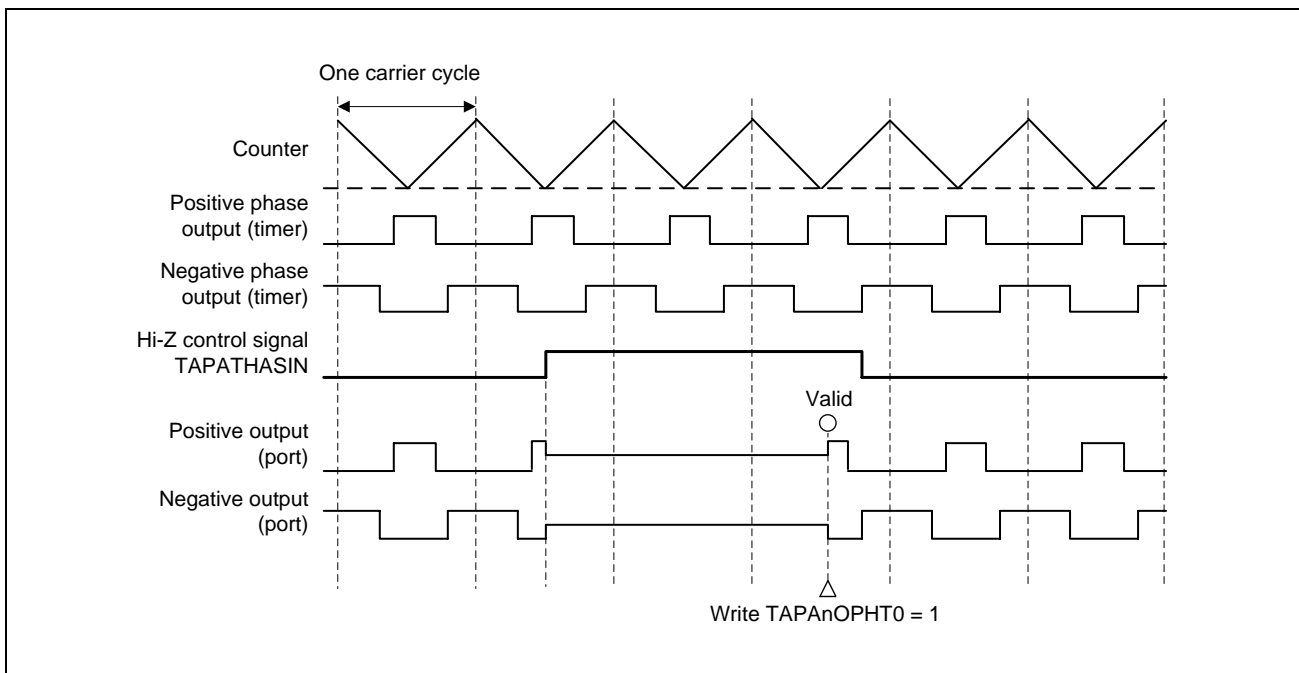 One carrier cycle
Counter
Positive phase
output (timer)
Negative phase
output (timer)
Hi-Z control signal
TAPATHASIN
Valid
Positive output
(port)
Negative output
(port)
Write TAPAnOPHT0 = 1